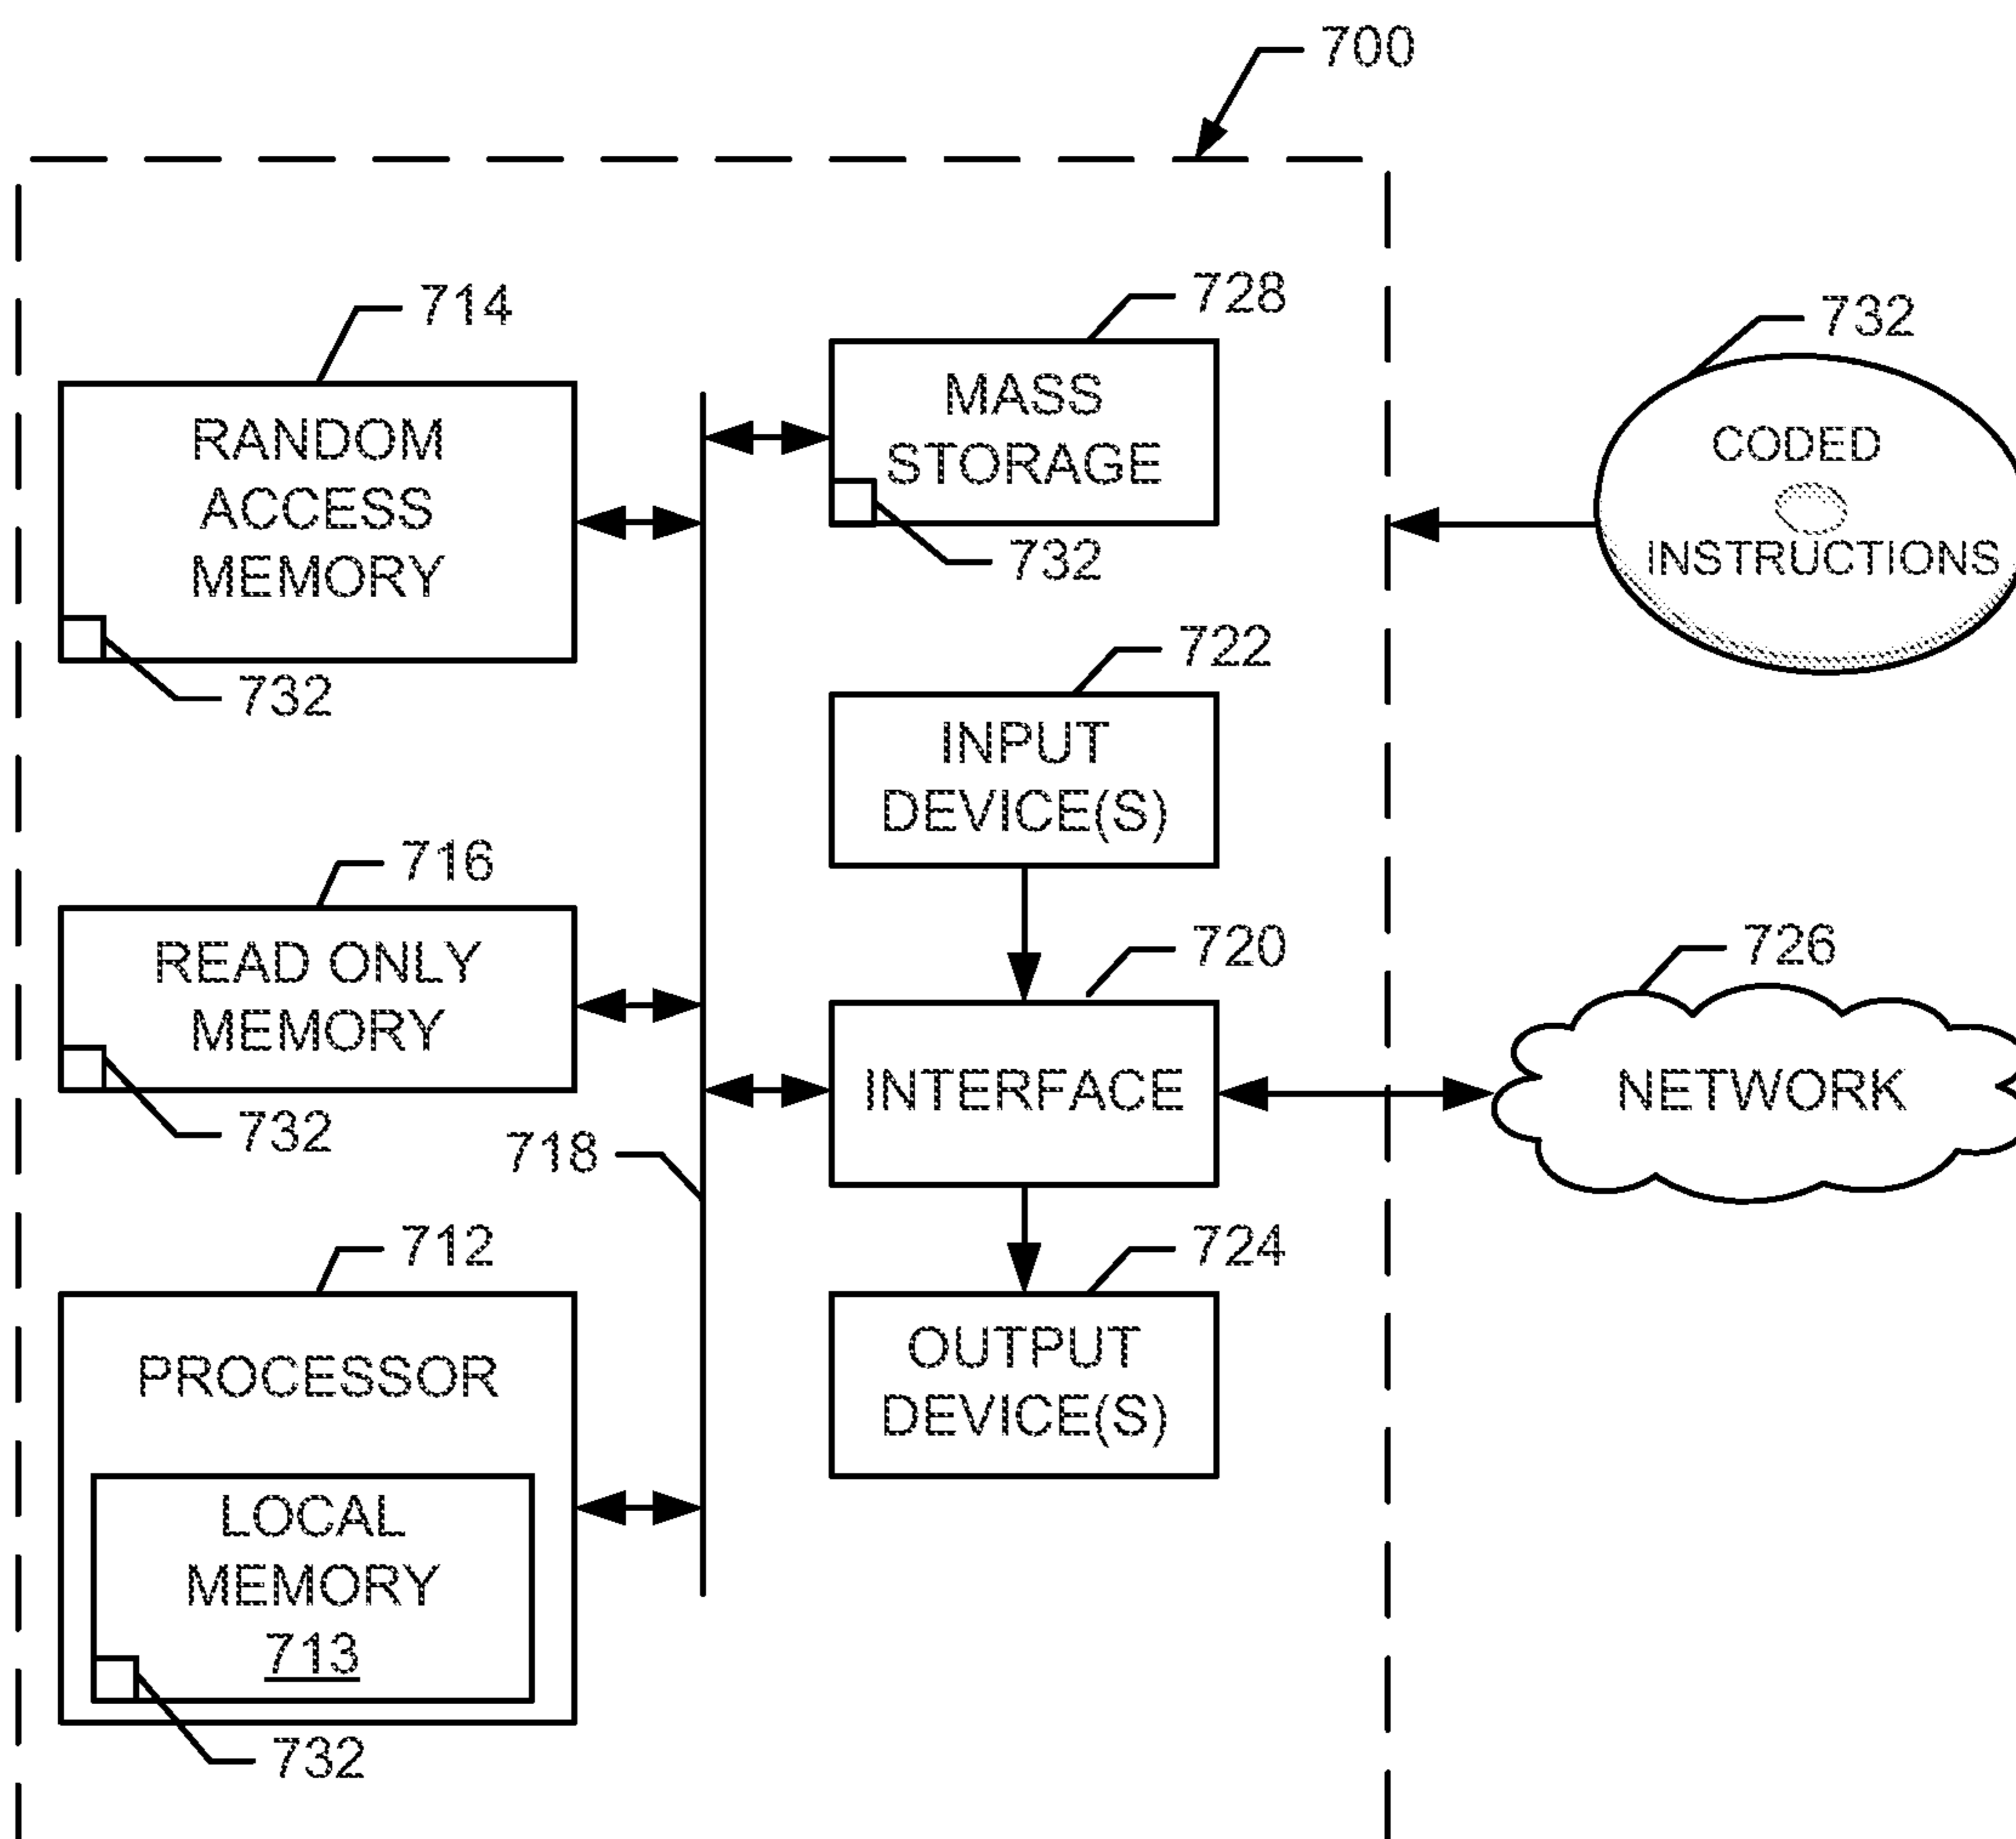 700
714
RANDOM
ACCESS
MEMORY
732
728
MASS
STORAGE
732
732
CODED
INSTRUCTIONS
722
INPUT
DEVICE(S)
716
READ ONLY
MEMORY
732
720
INTERFACE
726
NETWORK
718
712
PROCESSOR
LOCAL
MEMORY
713
732
724
OUTPUT
DEVICE(S)